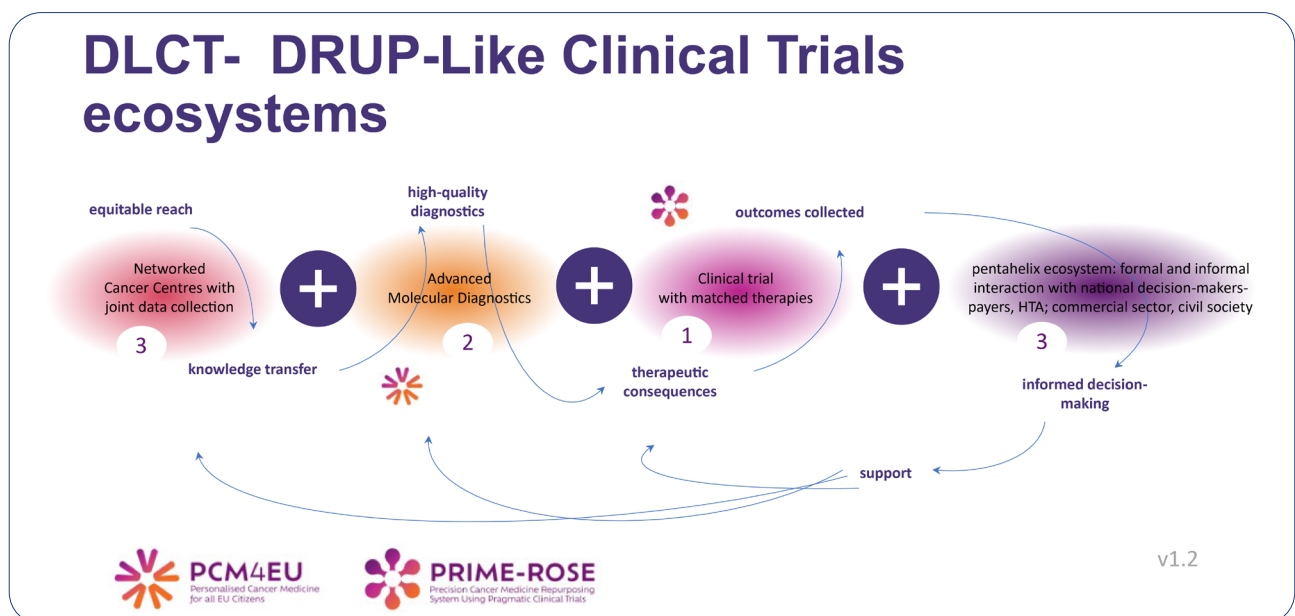 DLCT-  DRUP-Like Clinical Trials
ecosystems
equitable reach
high-quality
diagnostics
outcomes collected
Networked
Cancer Centres with
joint data collection
+
Advanced
Molecular Diagnostics
+
Clinical trial
with matched therapies
+
pentahelix ecosystem: formal and informal
interaction with national decision-makers-
payers, HTA; commercial sector, civil society
3
2
1
3
knowledge transfer
therapeutic
consequences
informed decision-
making
support
PCM4EU
Personalised Cancer Medicine
for all EU Citizens
PRIME-ROSE
Precision Cancer Medicine Repurposing
System Using Pragmatic Clinical Trials
v1.2